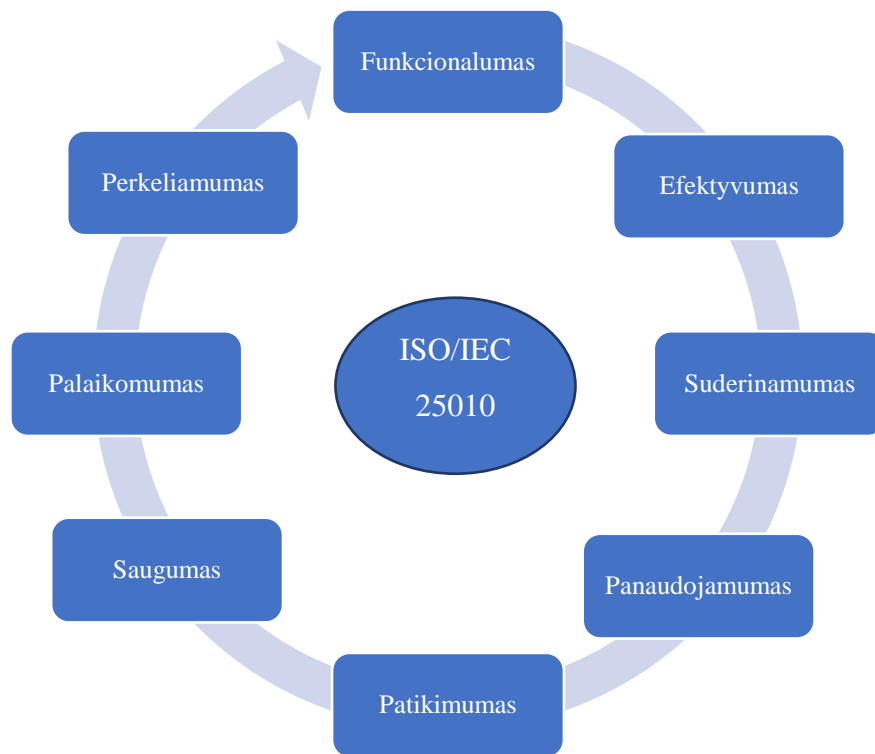 Funkcionalumas
Efektyvumas
Suderinamumas
Panaudojamumas
Patikimumas
Saugumas
Palaikomumas
Perkeliamumas
ISO/IEC
25010